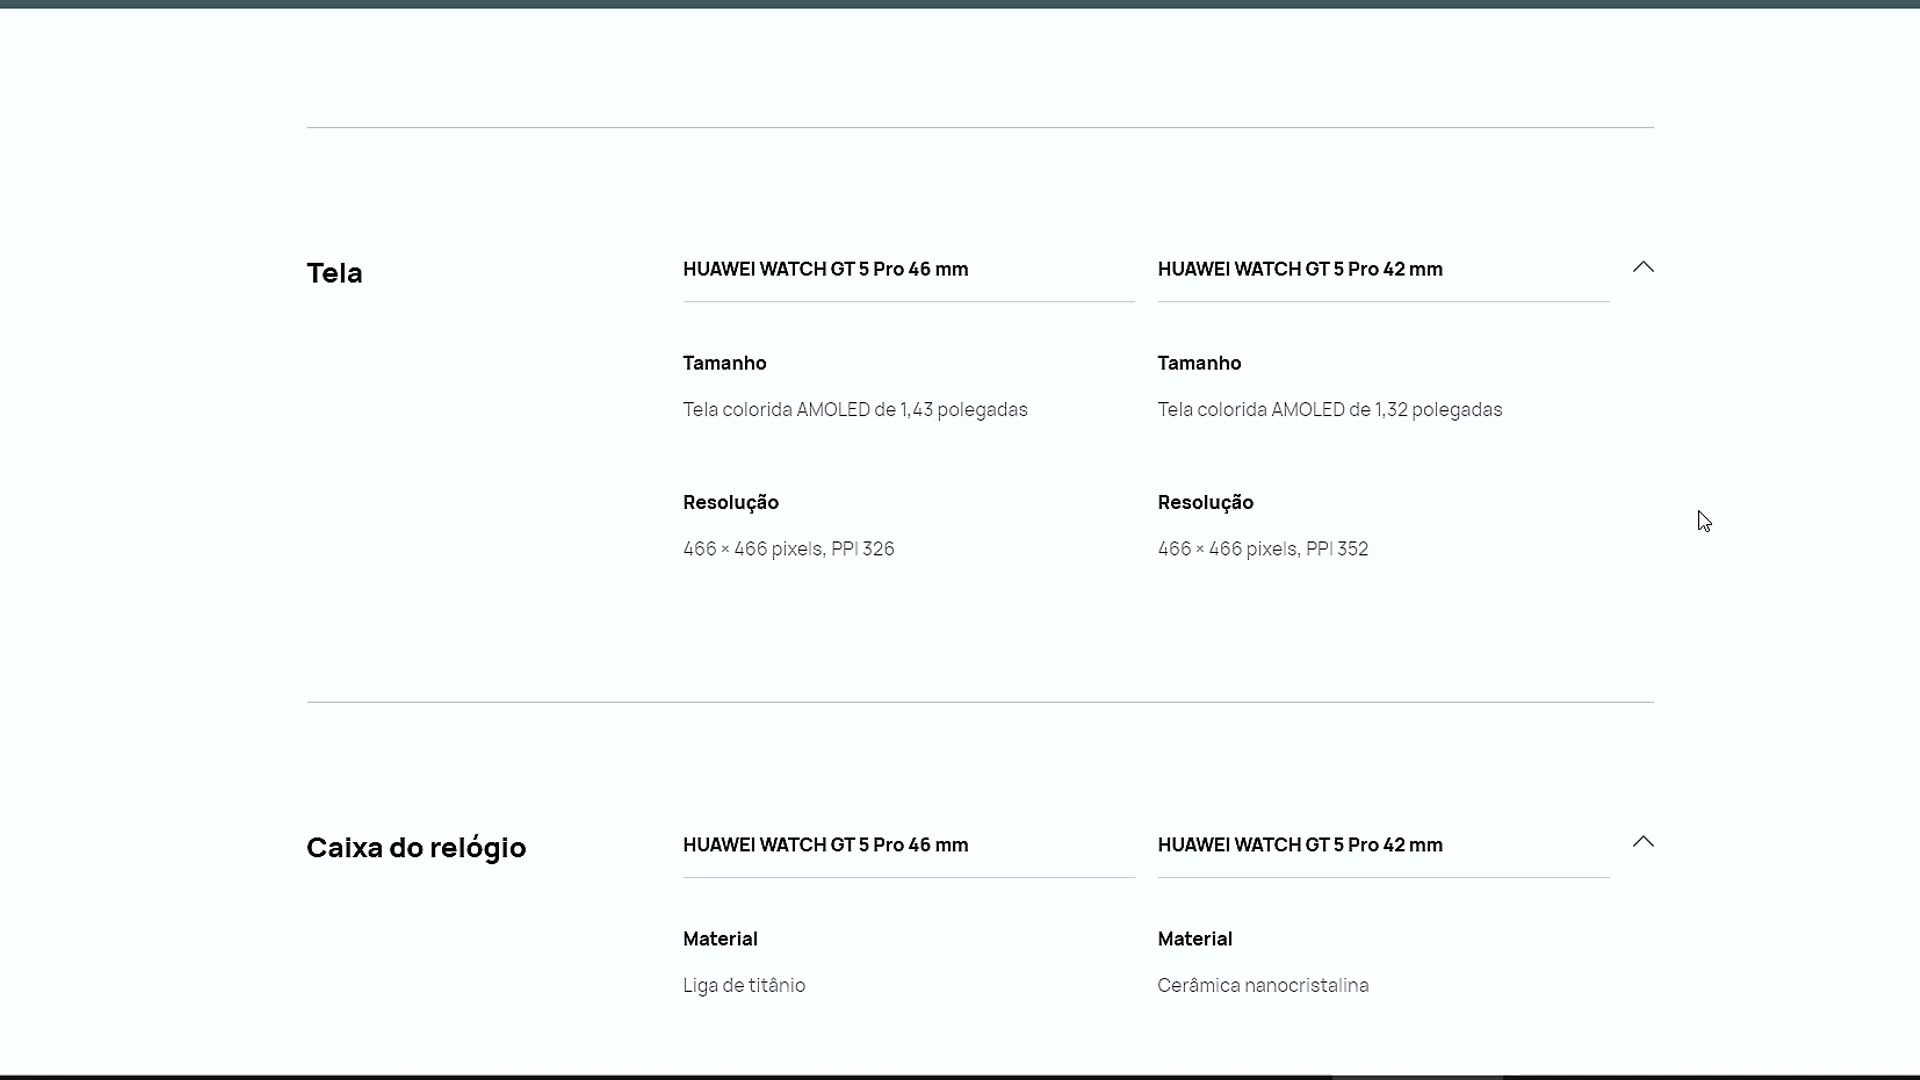 Tela
HUAWEI WATCH GT 5 Pro 46 mm
HUAWEI WATCH GT 5 Pro 42 mm
Tamanho
Tamanho
Tela colorida AMOLED de 1,43 polegadas
Tela colorida AMOLED de 1,32 polegadas
Resolução
Resolução
466 × 466 pixels, PPI 326
466 × 466 pixels, PPI 352
Caixa do relógio
HUAWEI WATCH GT 5 Pro 46 mm
HUAWEI WATCH GT 5 Pro 42 mm
Material
Material
Liga de titânio
Cerâmica nanocristalina